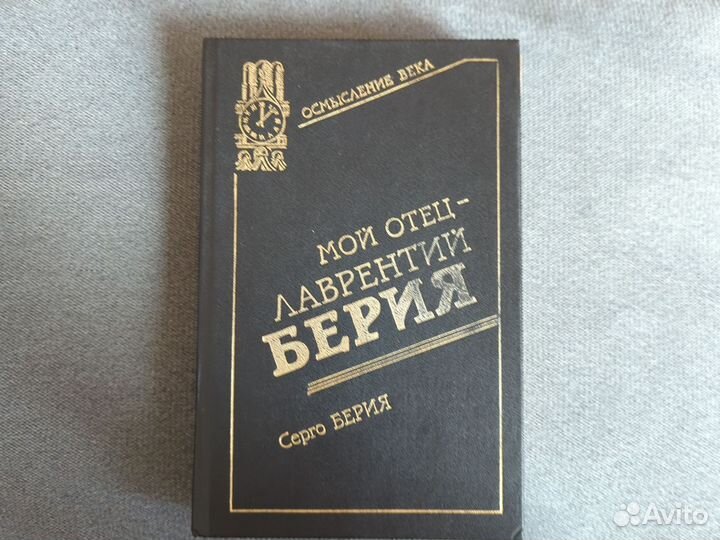 ОСМЫСЛЕНИЕ ВЕКА
МОЙ ОТЕЦ -
ЛАВРЕНТИЙ
БЕРИЯ
Серго БЕРИЯ
Avito